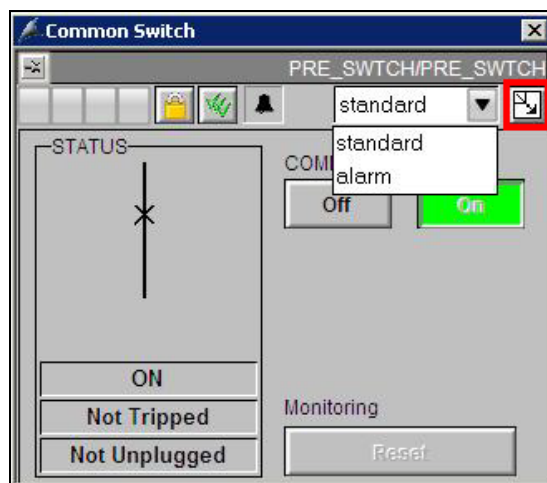 Common Switch
PRE_SWTCH/PRE_SWTCH
standard
standard
alarm
STATUS
COM
Off
On
ON
Not Tripped
Not Unplugged
Monitoring
Reset